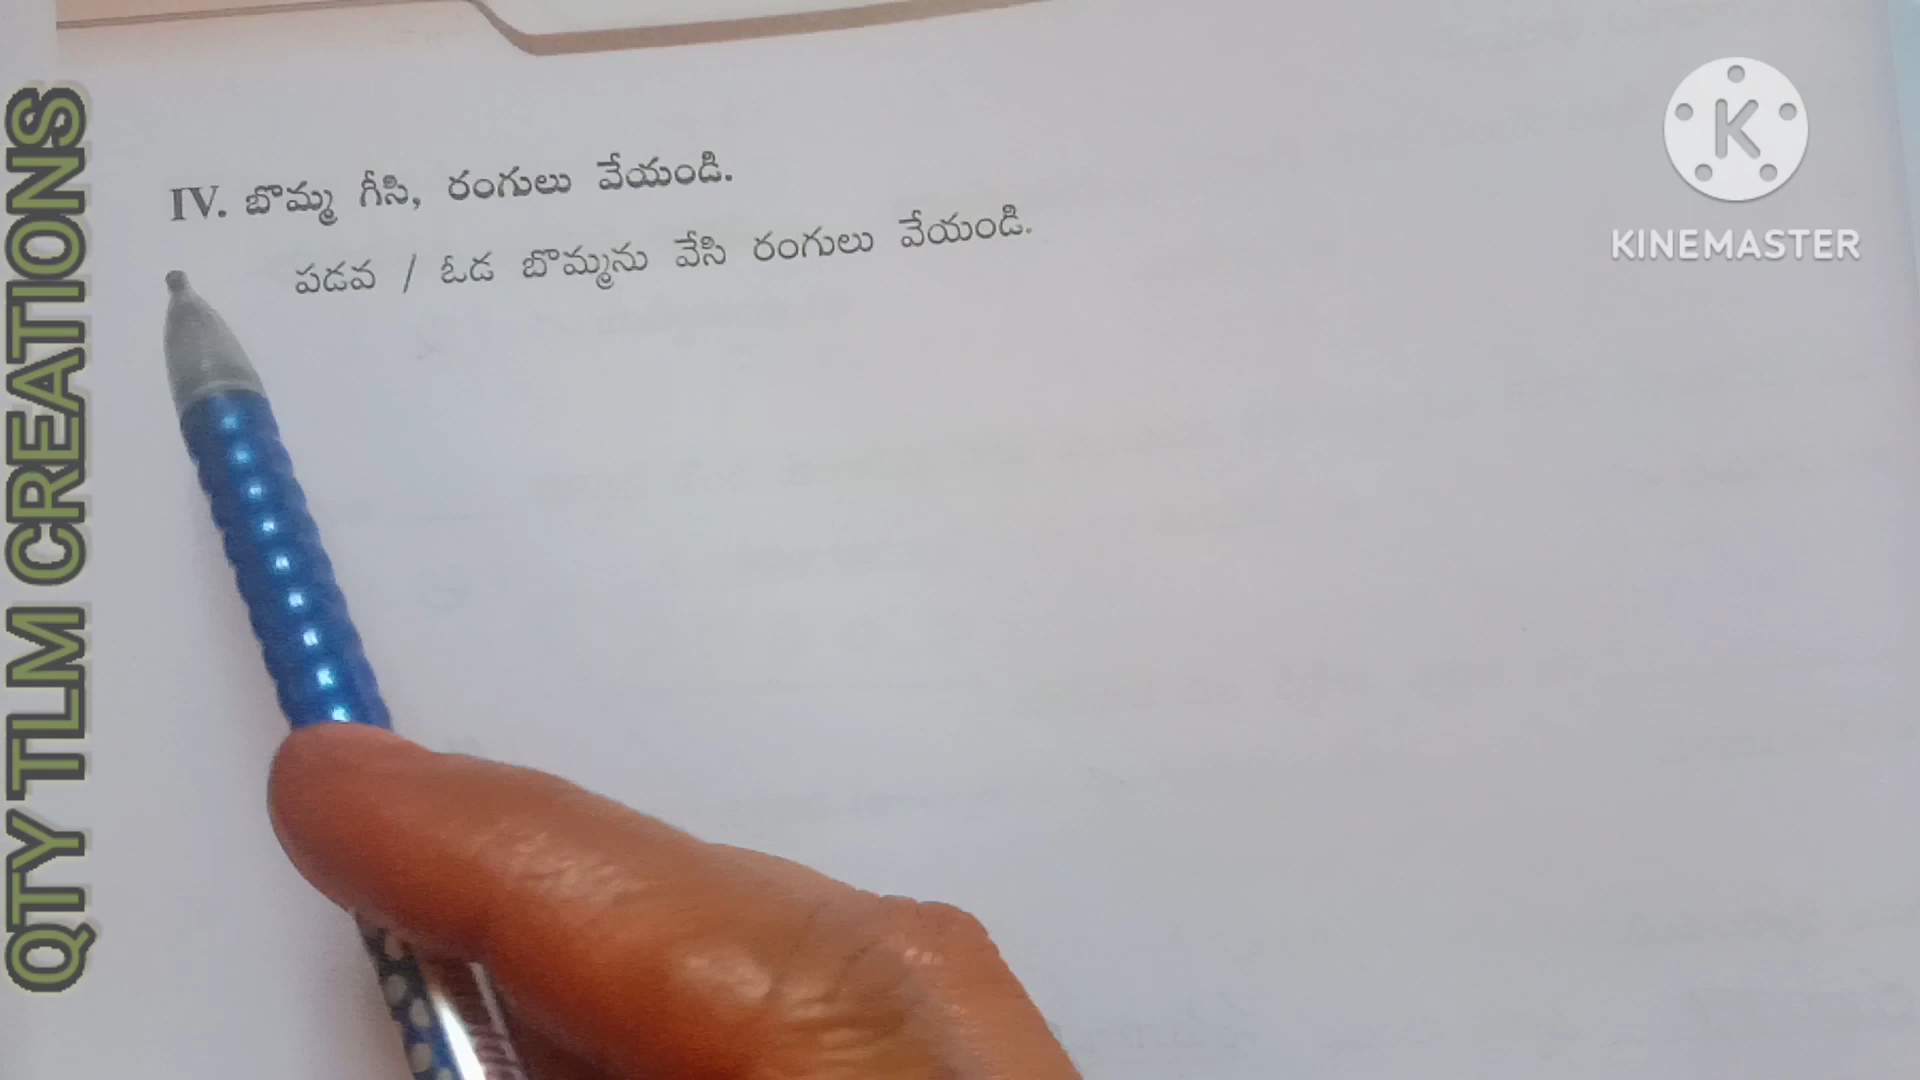 IV. బొమ్మ గీసి, రంగులు వేయండి.
పడవ / ఓడ బొమ్మను వేసి రంగులు వేయండి.
KINEMASTER
QTY TLM CREATIONS